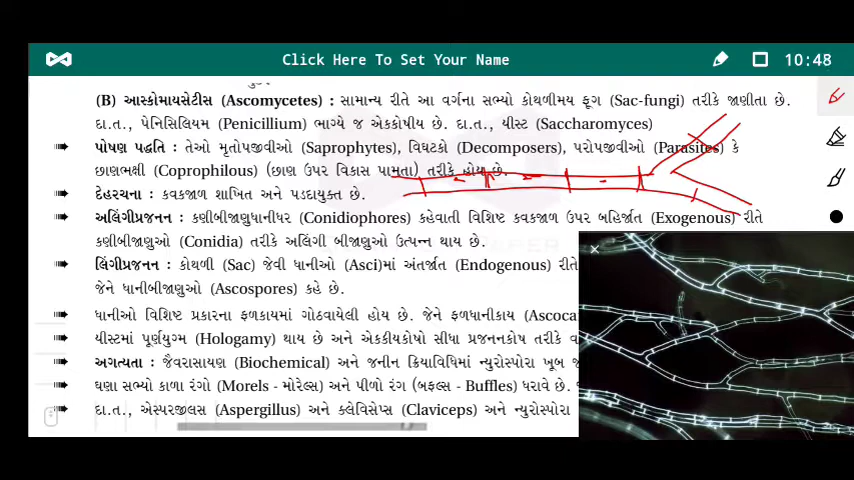 Click Here To Set Your Name
10:48
(B) આસ્કોમાયસેટીસ (Ascomycetes) : સામાન્ય રીતે આ વર્ગના સભ્યો કોથળીમય ફૂગ (Sac-fungi) તરીકે જાણીતા છે.
દા.ત., પેનિસિલિયમ (Penicillium) ભાગ્યે જ એકકોષીય છે. દા.ત., યીસ્ટ (Saccharomyces)
પોષણ પદ્ધતિ : તેઓ મૃતોપજીવીઓ (Saprophytes), વિઘટકો (Decomposers), પરોપજીવીઓ (Parasites) કે
છાણભક્ષી (Coprophilous) (છાણ ઉપર વિકાસ પામતા) તરીકે હોય છે.
દેહરચના : કવકજાળ શાખિત અને પડદાયુક્ત છે.
અલિંગીપ્રજનન : કણીબીજાણુધાનીધર (Conidiophores) કહેવાતી વિશિષ્ટ કવકજાળ ઉપર બહિર્જાત (Exogenous) રીતે
કણીબીજાણુઓ (Conidia) તરીકે અલિંગી બીજાણુઓ ઉત્પન્ન થાય છે.
લિંગીપ્રજનન : કોથળી (Sac) જેવી ધાનીઓ (Asci)માં અંતર્જાત (Endogenous) રીતે
જેને ધાનીબીજાણુઓ (Ascospores) કહે છે.
ધાનીઓ વિશિષ્ટ પ્રકારના ફળકાયમાં ગોઠવાયેલી હોય છે. જેને ફળધાનીકાય (Ascoca
યીસ્ટમાં પૂર્ણયુગ્મ (Hologamy) થાય છે અને એકકીયકોષો સીધા પ્રજનનકોષ તરીકે વ
અગત્યતા : જૈવરાસાયણ (Biochemical) અને જનીન ક્રિયાવિધિમાં ન્યુરોસ્પોરા ખૂબ જ
ઘણા સભ્યો કાળા રંગો (Morels - મોરેલ્સ) અને પીળો રંગ (બફલ્સ - Buffles) ધરાવે છે.
દા.ત., એસ્પરજીલસ (Aspergillus) અને ક્લેવિસેપ્સ (Claviceps) અને ન્યુરોસ્પોરા